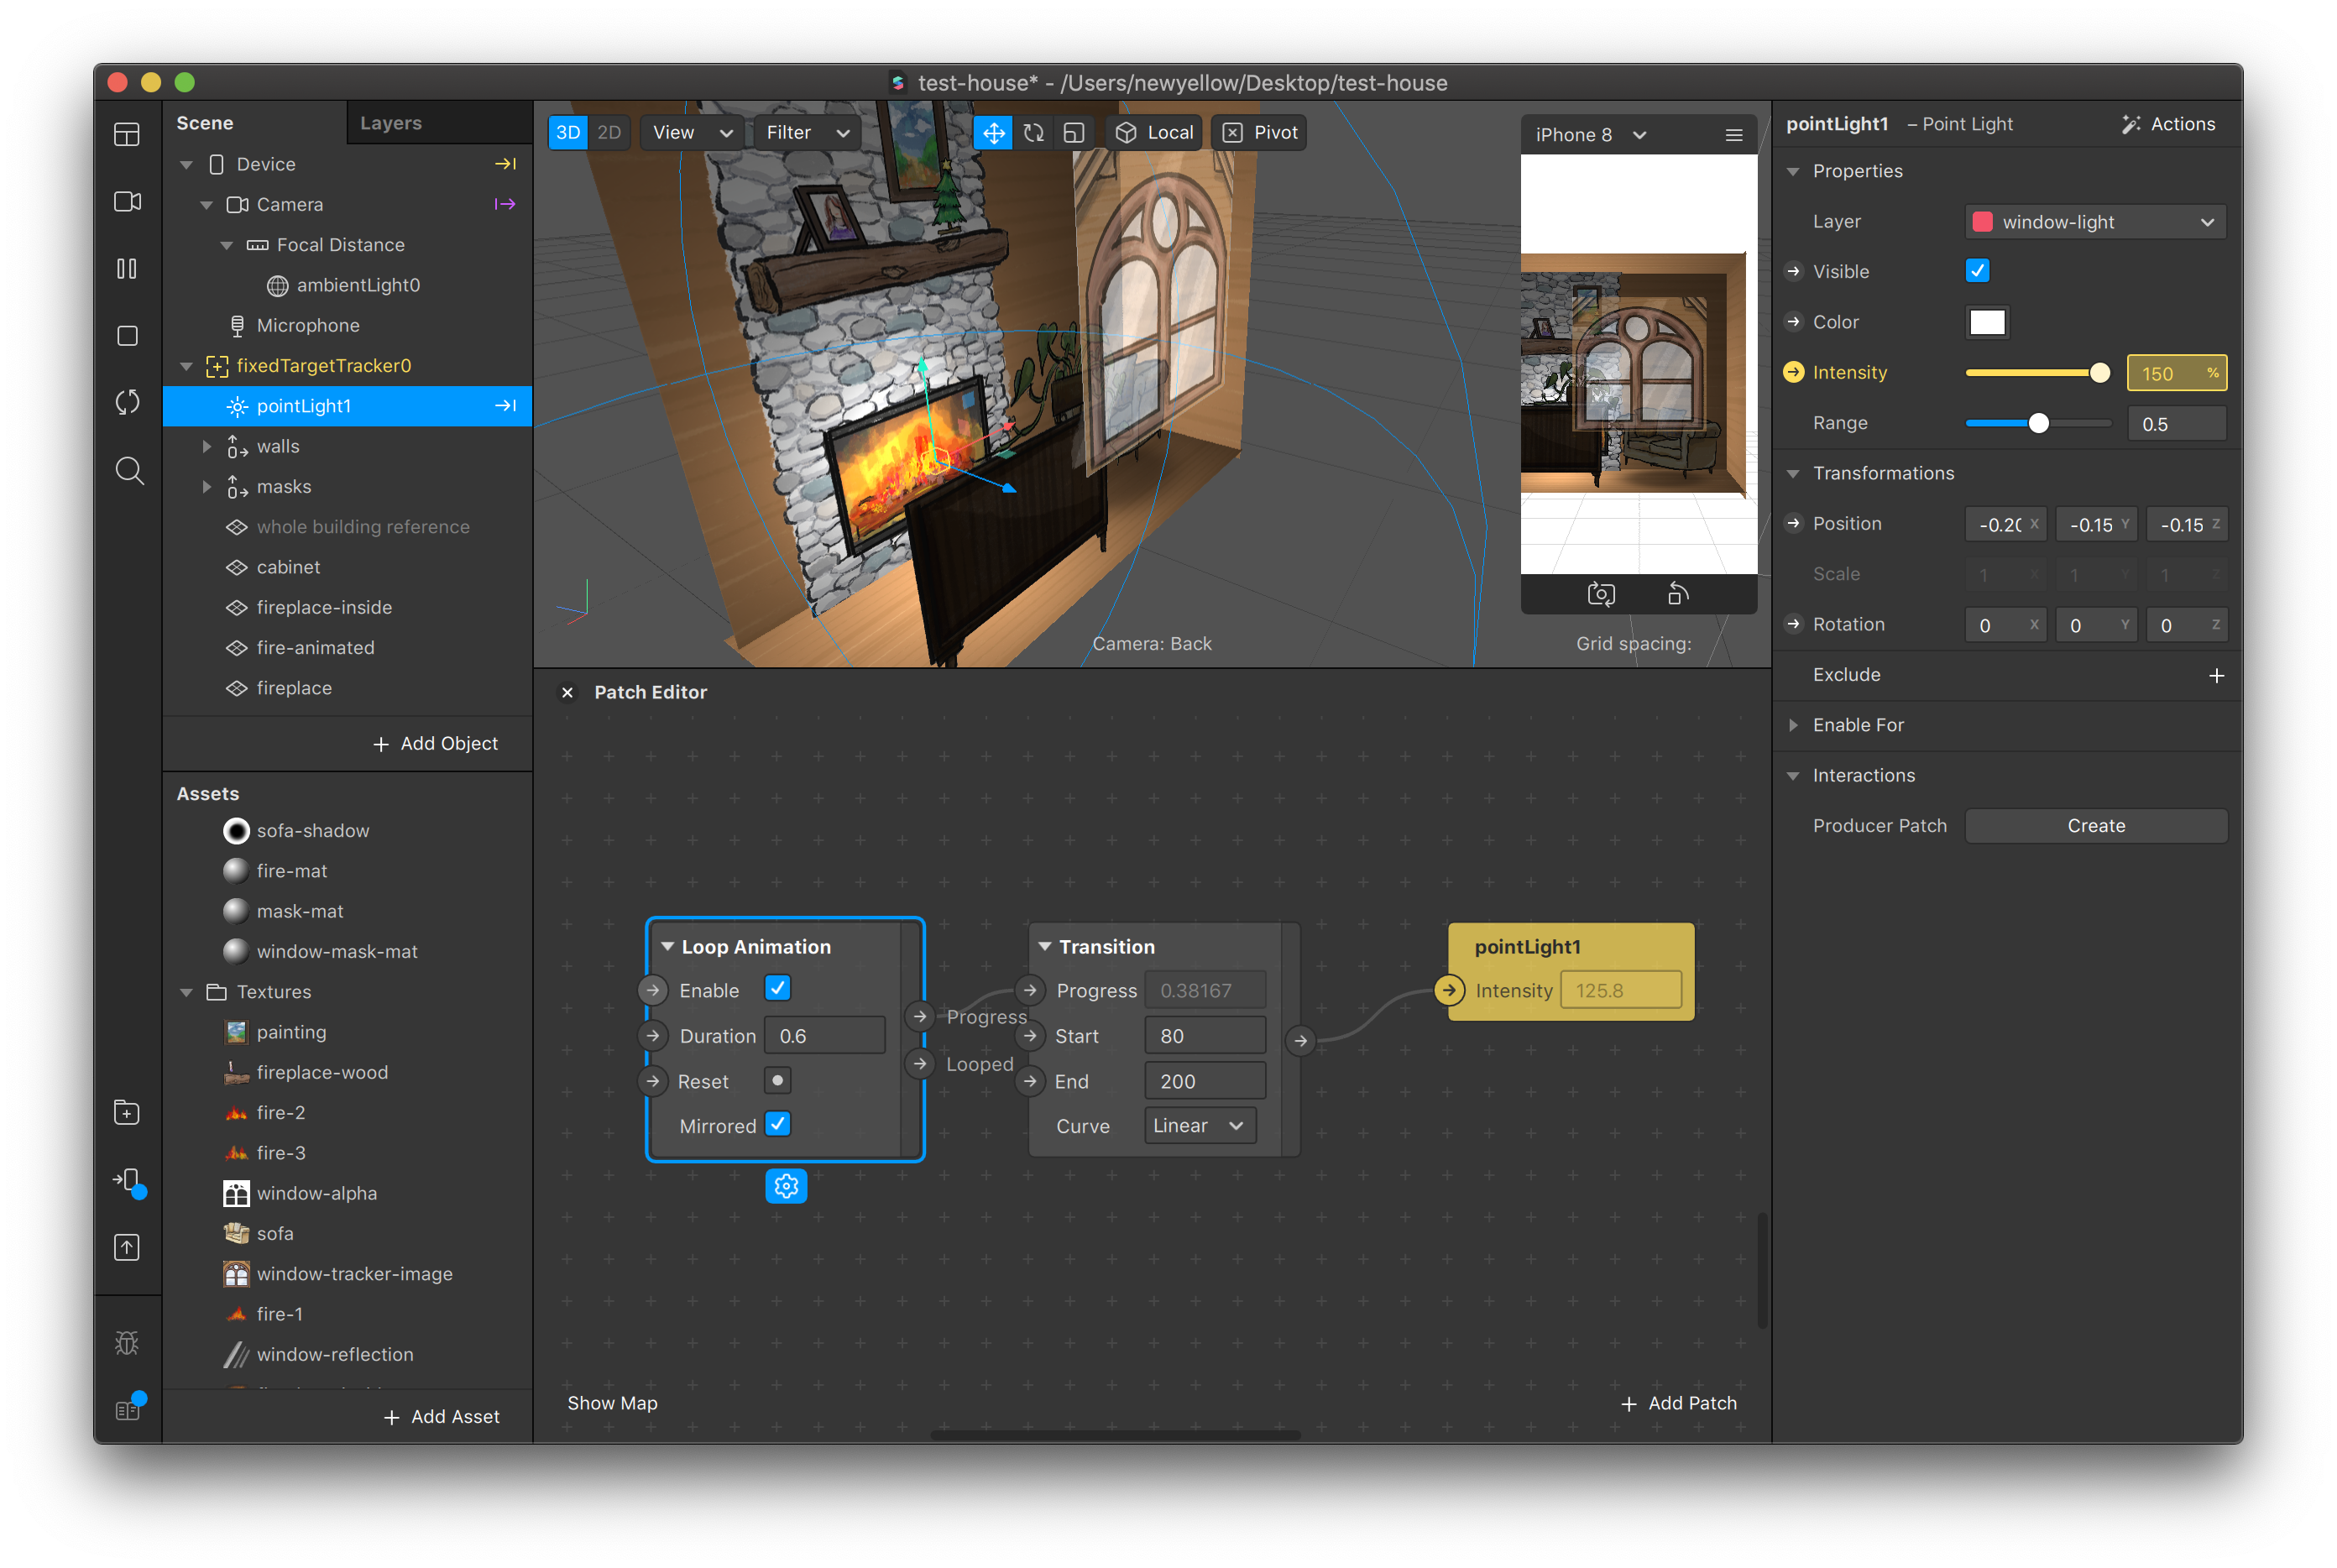 test-house* - /Users/newyellow/Desktop/test-house
Scene
Layers
Device
Camera
Focal Distance
ambientLight0
Microphone
fixedTargetTracker0
pointLight1
walls
masks
whole building reference
cabinet
fireplace-inside
fire-animated
fireplace
+ Add Object
Assets
sofa-shadow
fire-mat
mask-mat
window-mask-mat
Textures
painting
fireplace-wood
fire-2
fire-3
window-alpha
sofa
window-tracker-image
fire-1
window-reflection
+ Add Asset
3D 2D View Filter Local Pivot
iPhone 8
Camera: Back
Grid spacing:
Patch Editor
Loop Animation
Enable
Duration 0.6
Reset
Mirrored
Progress
Looped
Transition
Progress 0.38167
Start 80
End 200
Curve Linear
pointLight1
Intensity 125.8
Show Map
+ Add Patch
pointLight1 – Point Light Actions
Properties
Layer window-light
Visible
Color
Intensity 150 %
Range 0.5
Transformations
Position -0.20 X -0.15 Y -0.15 Z
Scale 1 X 1 Y 1 Z
Rotation 0 X 0 Y 0 Z
Exclude +
Enable For
Interactions
Producer Patch Create